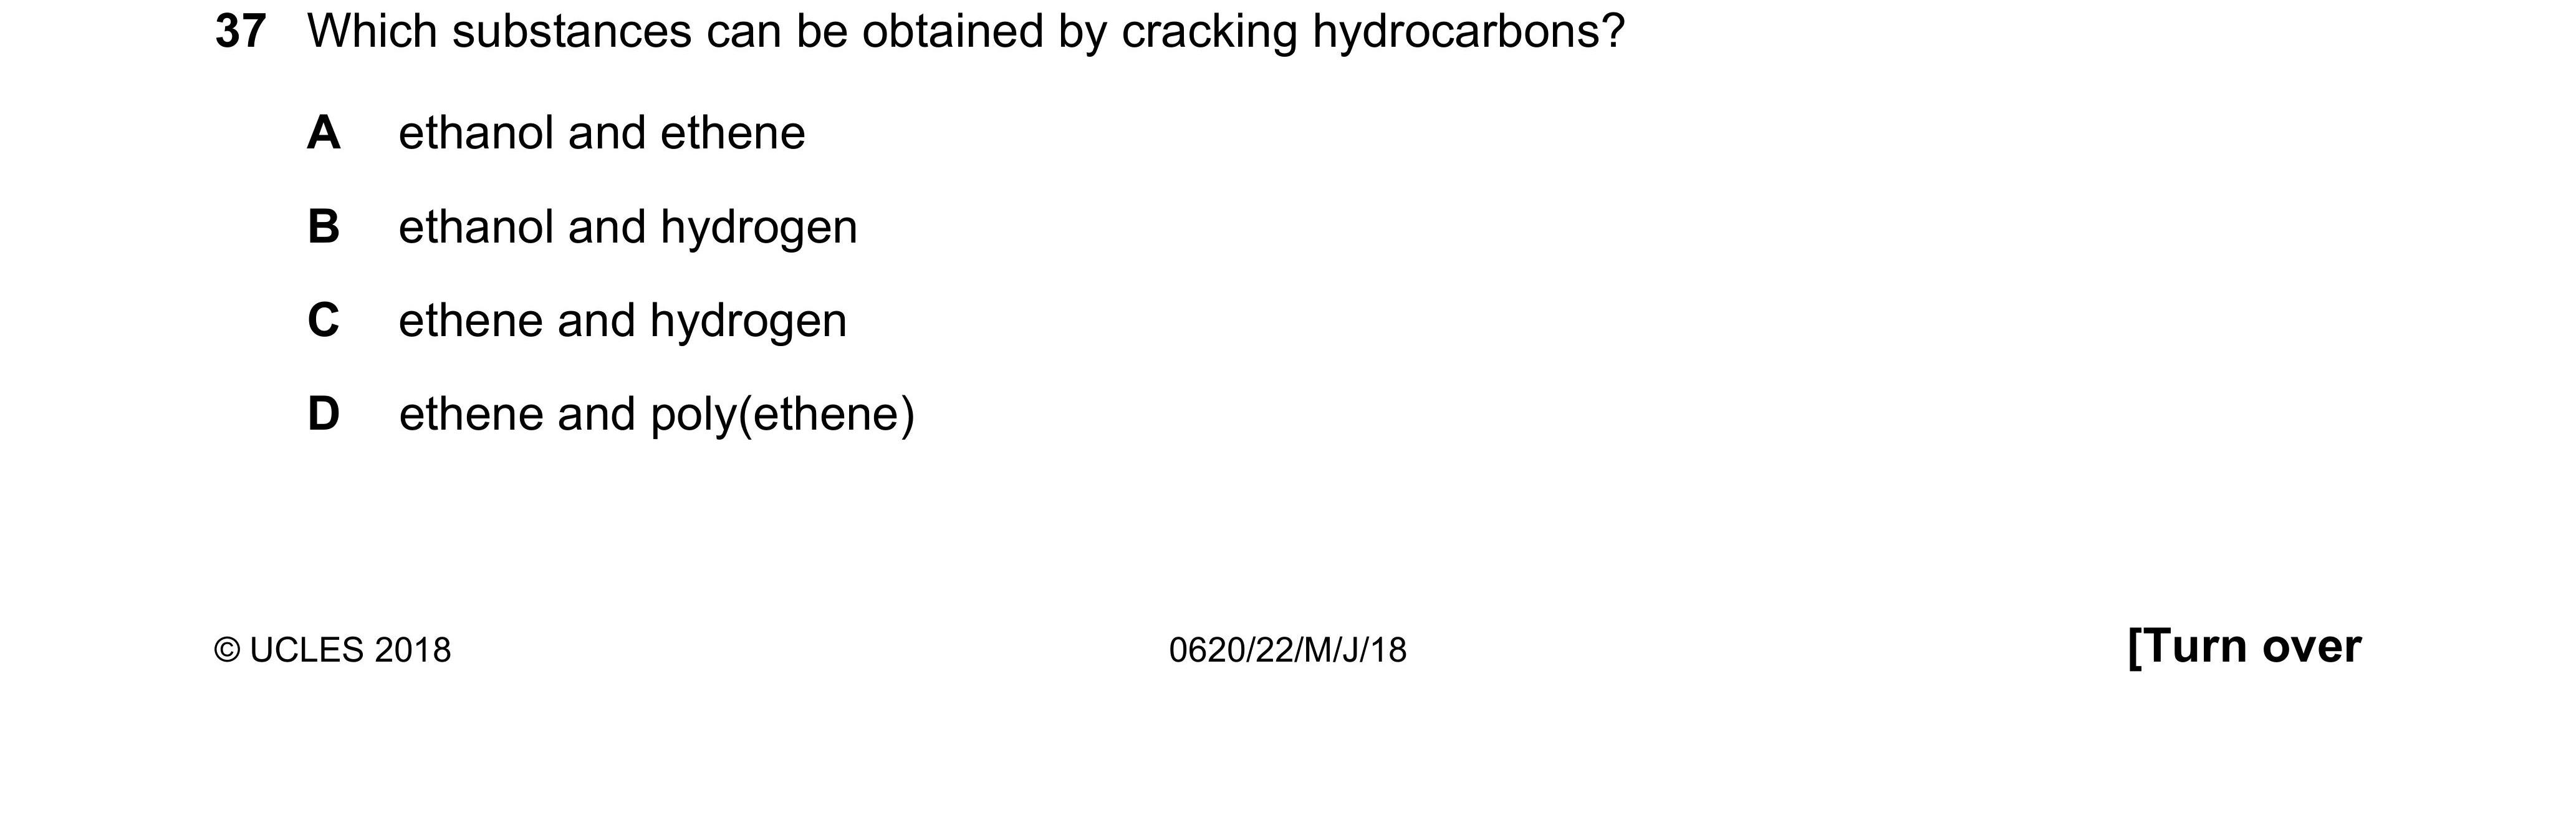 37 Which substances can be obtained by cracking hydrocarbons?
A ethanol and ethene
B ethanol and hydrogen
C ethene and hydrogen
D ethene and poly(ethene)
© UCLES 2018 0620/22/M/J/18 [Turn over